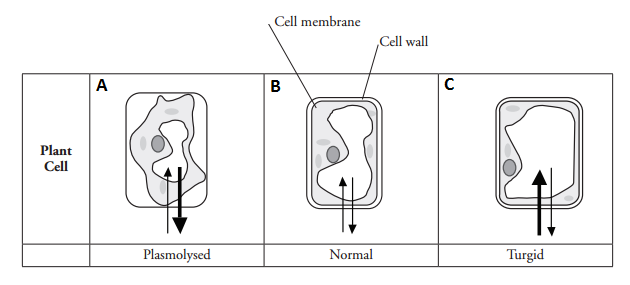 Cell membrane
Cell wall
A
B
C
Plant
Cell
Plasmolysed
Normal
Turgid